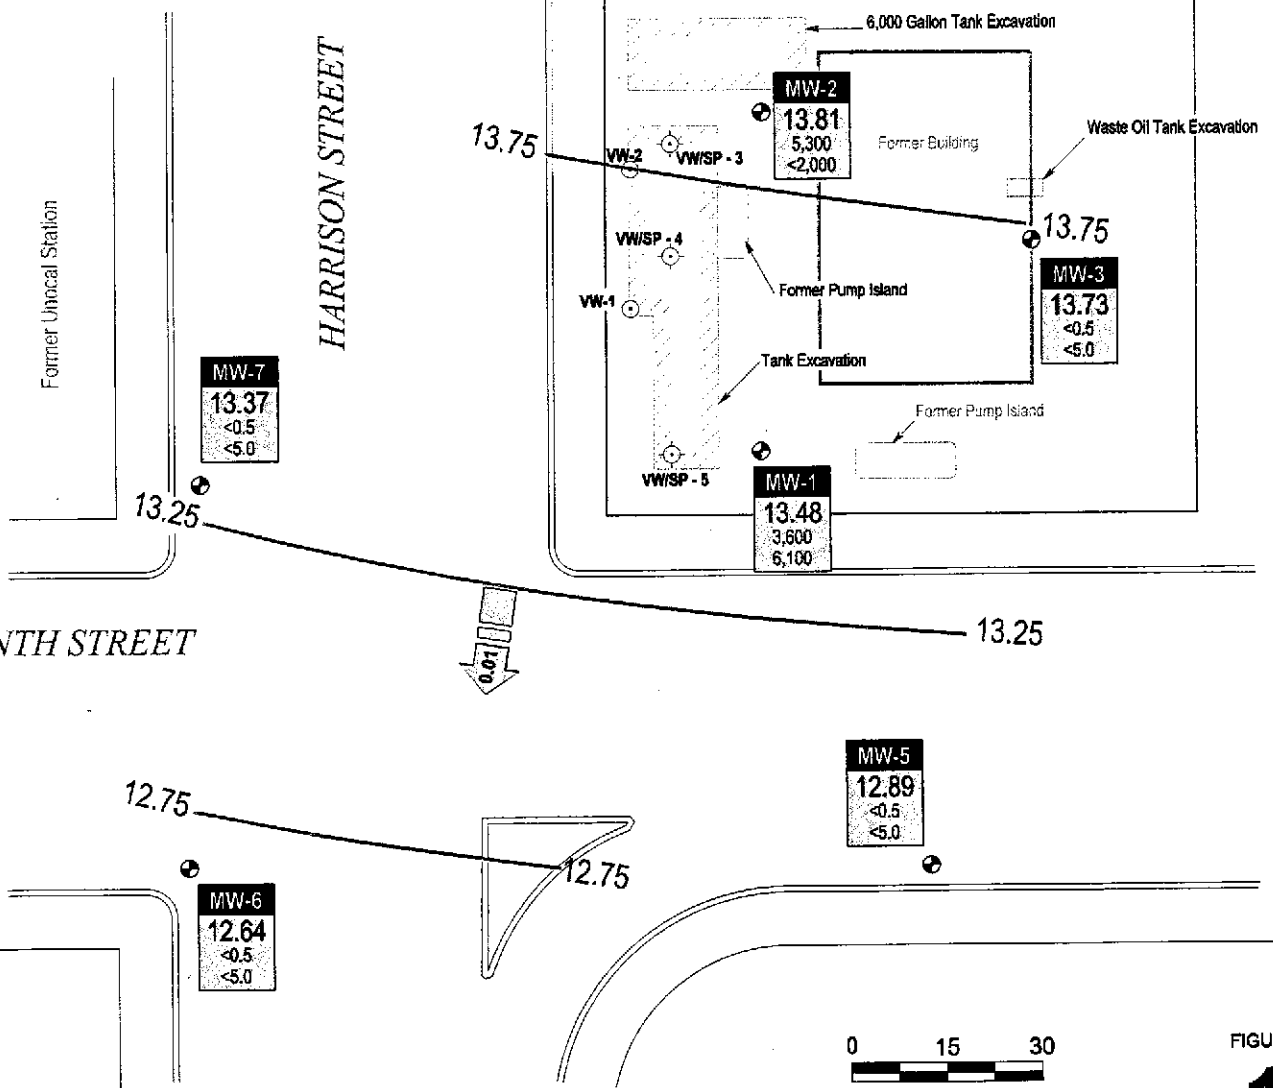 6,000 Gallon Tank Excavation
HARRISON STREET
MW-2
13.81
5,300
<2,000
Former Building
Waste Oil Tank Excavation
13.75
VW-2
VW/SP - 3
13.75
Former Unocal Station
VW/SP - 4
MW-3
13.73
<0.5
<5.0
Former Pump Island
VW-1
Tank Excavation
MW-7
13.37
<0.5
<5.0
Former Pump Island
VW/SP - 5
MW-1
13.48
3,600
6,100
13.25
13.25
NTH STREET
0.01
MW-5
12.89
<0.5
<5.0
12.75
12.75
MW-6
12.64
<0.5
<5.0
0 15 30
FIGU